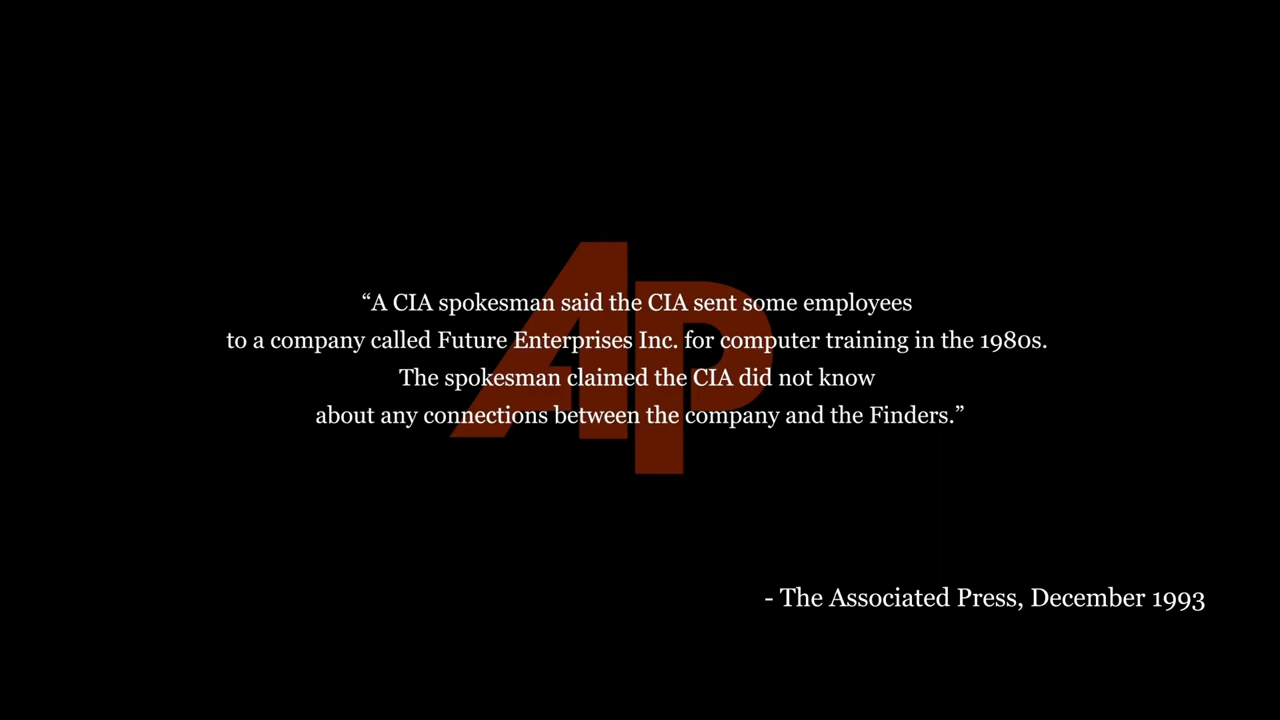 AP
“A CIA spokesman said the CIA sent some employees
to a company called Future Enterprises Inc. for computer training in the 1980s.
The spokesman claimed the CIA did not know
about any connections between the company and the Finders.”
- The Associated Press, December 1993